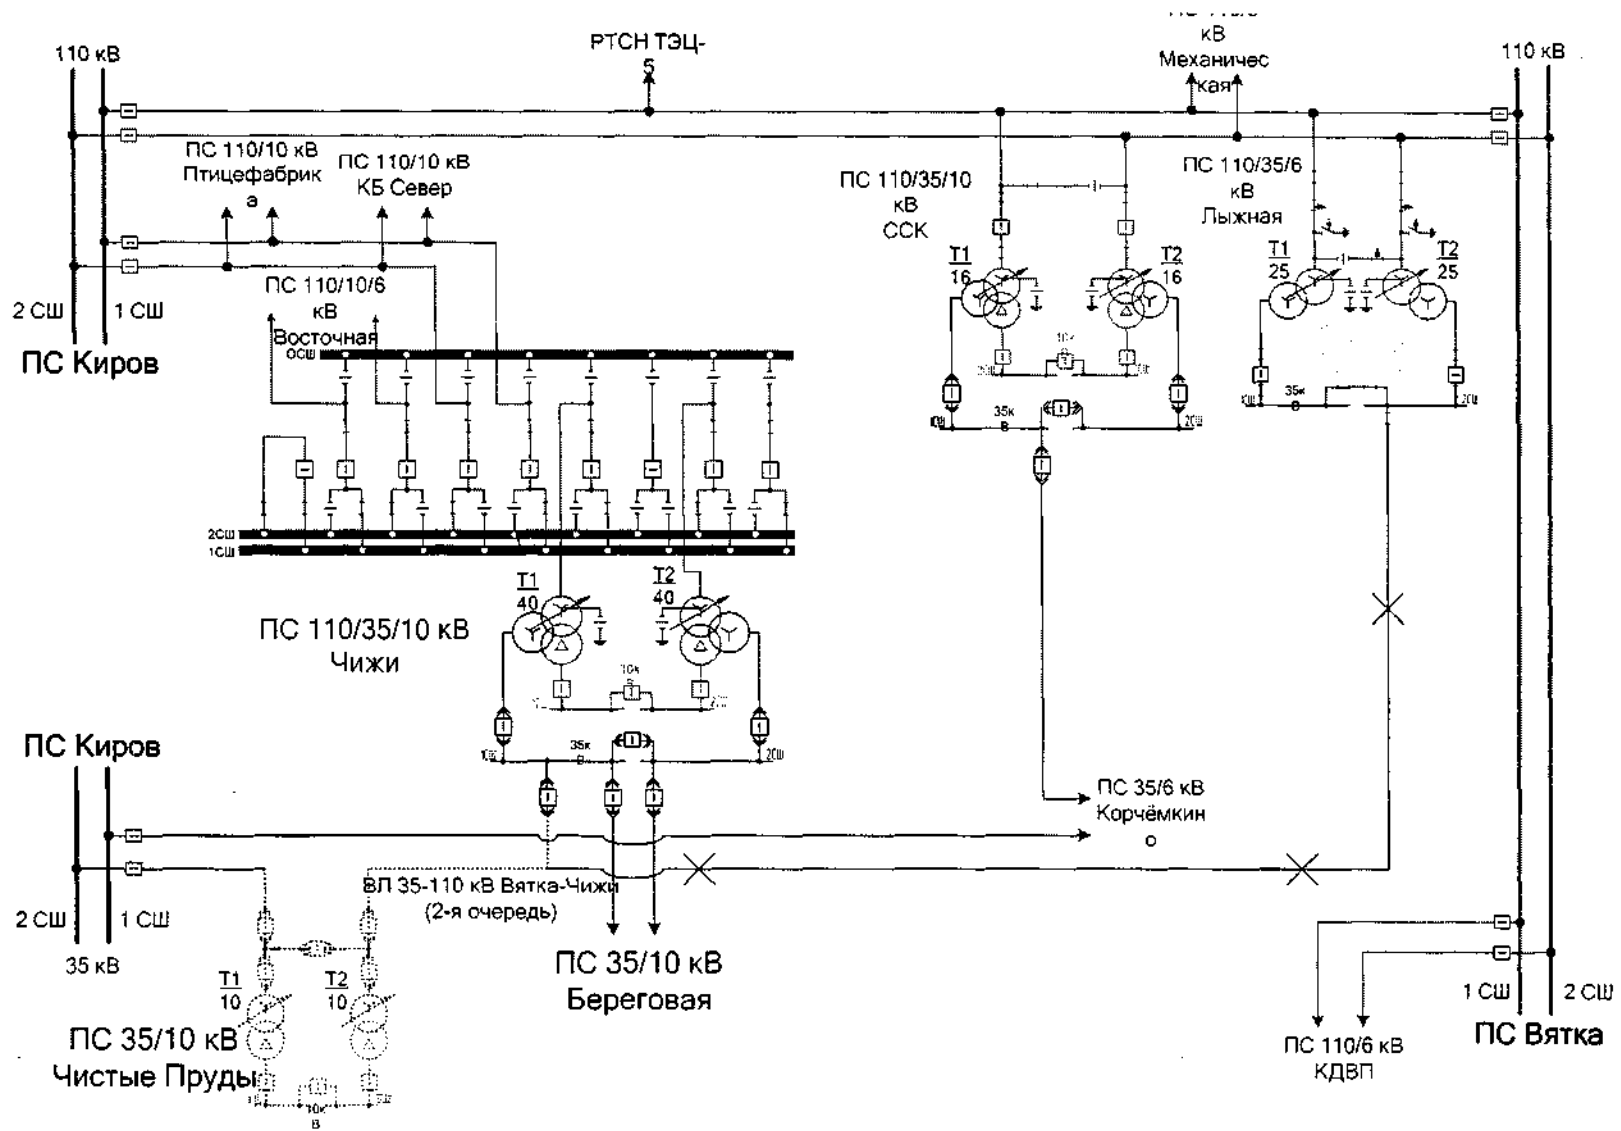 110 кВ
РТСН ТЭЦ-
5
кВ
Механичес
кая
110 кВ
ПС 110/10 кВ
Птицефабрик
а
ПС 110/10 кВ
КБ Север
ПС 110/35/10
кВ
ССК
ПС 110/35/6
кВ
Лыжная
Т1
16
Т2
16
Т1
25
Т2
25
2 СШ
1 СШ
ПС Киров
ПС 110/10/6
кВ
Восточная
ОСШ
10к
35к
В
1СШ
2СШ
35к
В
2СШ
2СШ
1СШ
Т1
40
Т2
40
ПС 110/35/10 кВ
Чижи
10к
В
ПС Киров
1СШ
35к
В
2СШ
ПС 35/6 кВ
Корчёмкин
о
ВЛ 35-110 кВ Вятка-Чижи
(2-я очередь)
2 СШ
1 СШ
35 кВ
ПС 35/10 кВ
Береговая
Т1
10
Т2
10
ПС 35/10 кВ
Чистые Пруды
10к
В
1 СШ
2 СШ
ПС Вятка
ПС 110/6 кВ
КДВП